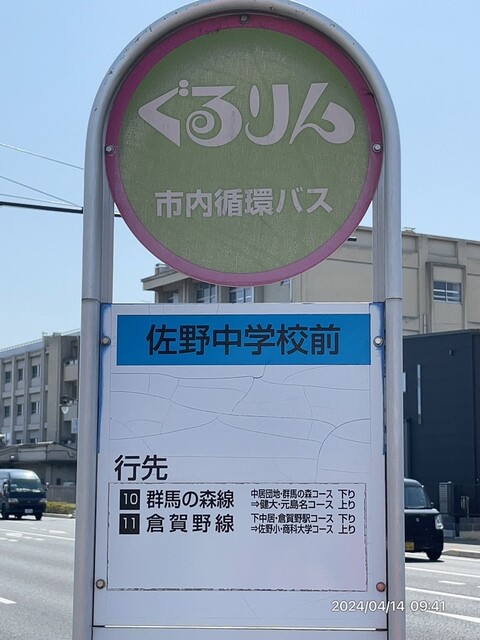 ぐるりん
市内循環バス
佐野中学校前
行先
10 群馬の森線 中居団地・群馬の森コース 下り
⇒健大・元島名コース 上り
11 倉賀野線 下中居・倉賀野駅コース 下り
⇒佐野小・商科大学コース 上り
2024/04/14 09:41